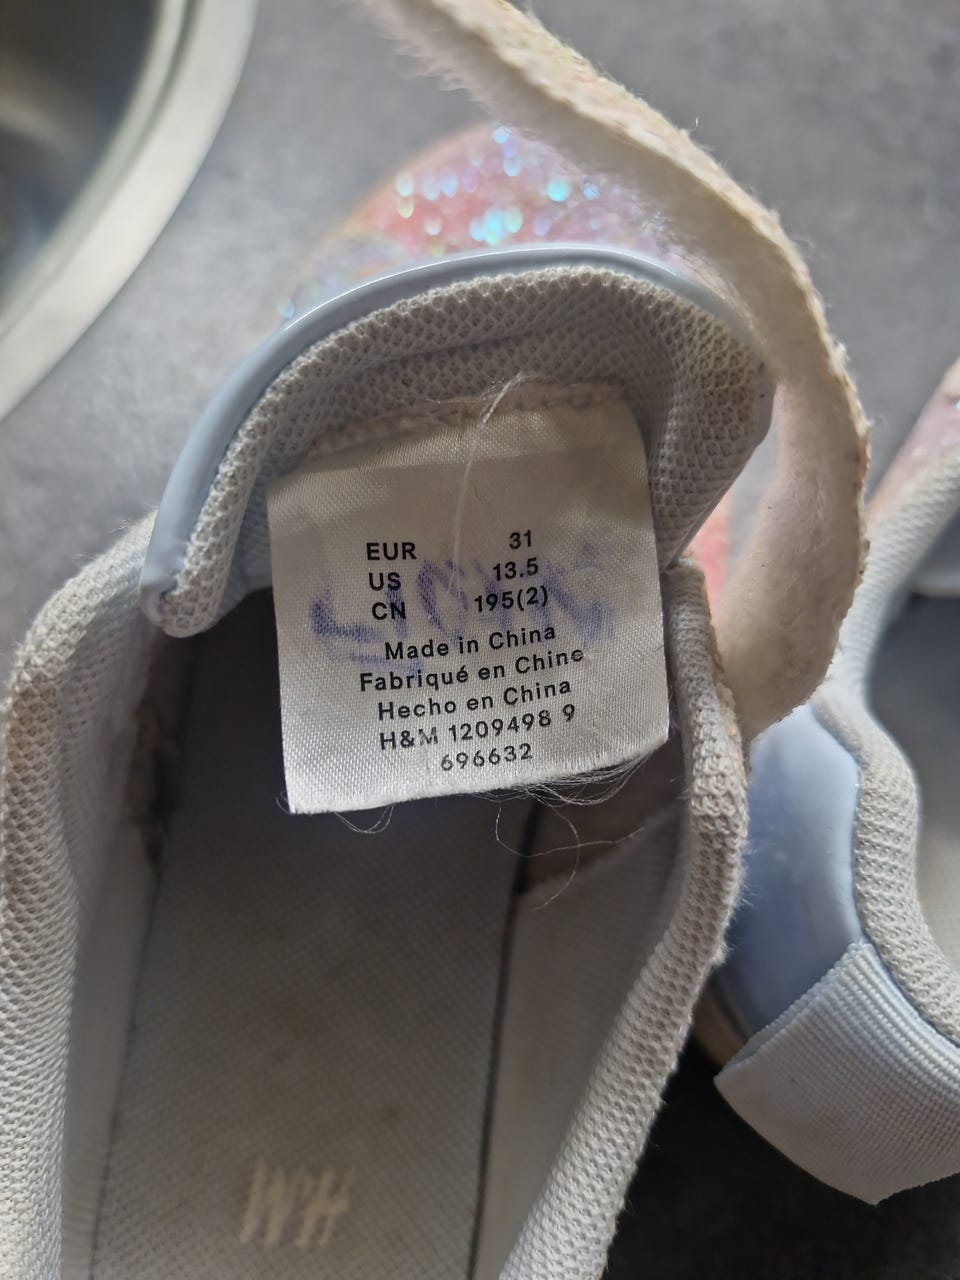 EUR 31
US 13.5
CN 195(2)
Made in China
Fabriqué en Chine
Hecho en China
H&M 1209498 9
696632
H&M